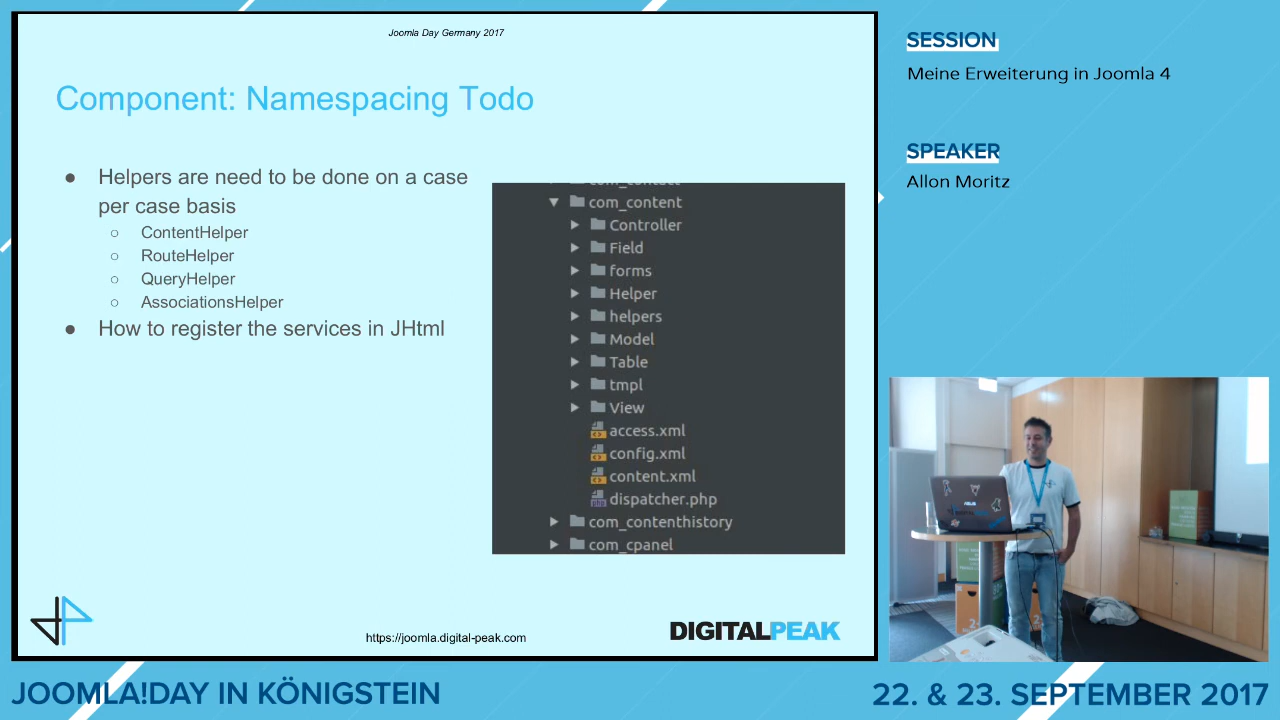 Joomla Day Germany 2017
Component: Namespacing Todo
● Helpers are need to be done on a case
per case basis
○ ContentHelper
○ RouteHelper
○ QueryHelper
○ AssociationsHelper
● How to register the services in JHtml
com_contact
com_content
Controller
Field
forms
Helper
helpers
Model
Table
tmpl
View
access.xml
config.xml
content.xml
dispatcher.php
com_contenthistory
com_cpanel
https://joomla.digital-peak.com
DIGITALPEAK
SESSION
Meine Erweiterung in Joomla 4
SPEAKER
Allon Moritz
JOOMLA!DAY IN KÖNIGSTEIN
22. & 23. SEPTEMBER 2017